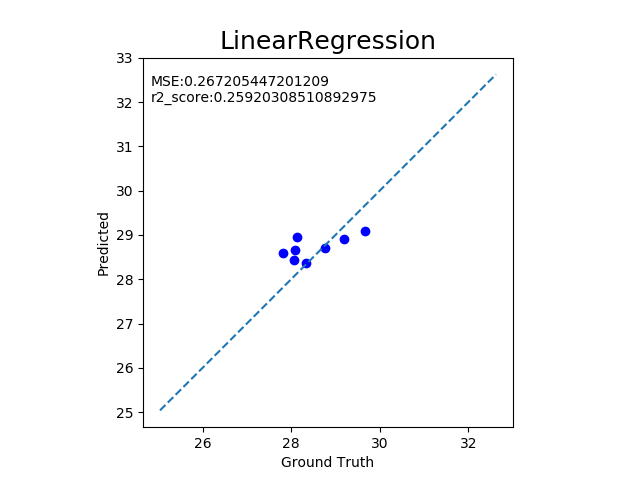 LinearRegression
MSE:0.267205447201209
r2_score:0.25920308510892975
33
32
31
30
29
28
27
26
25
Predicted
26 28 30 32
Ground Truth